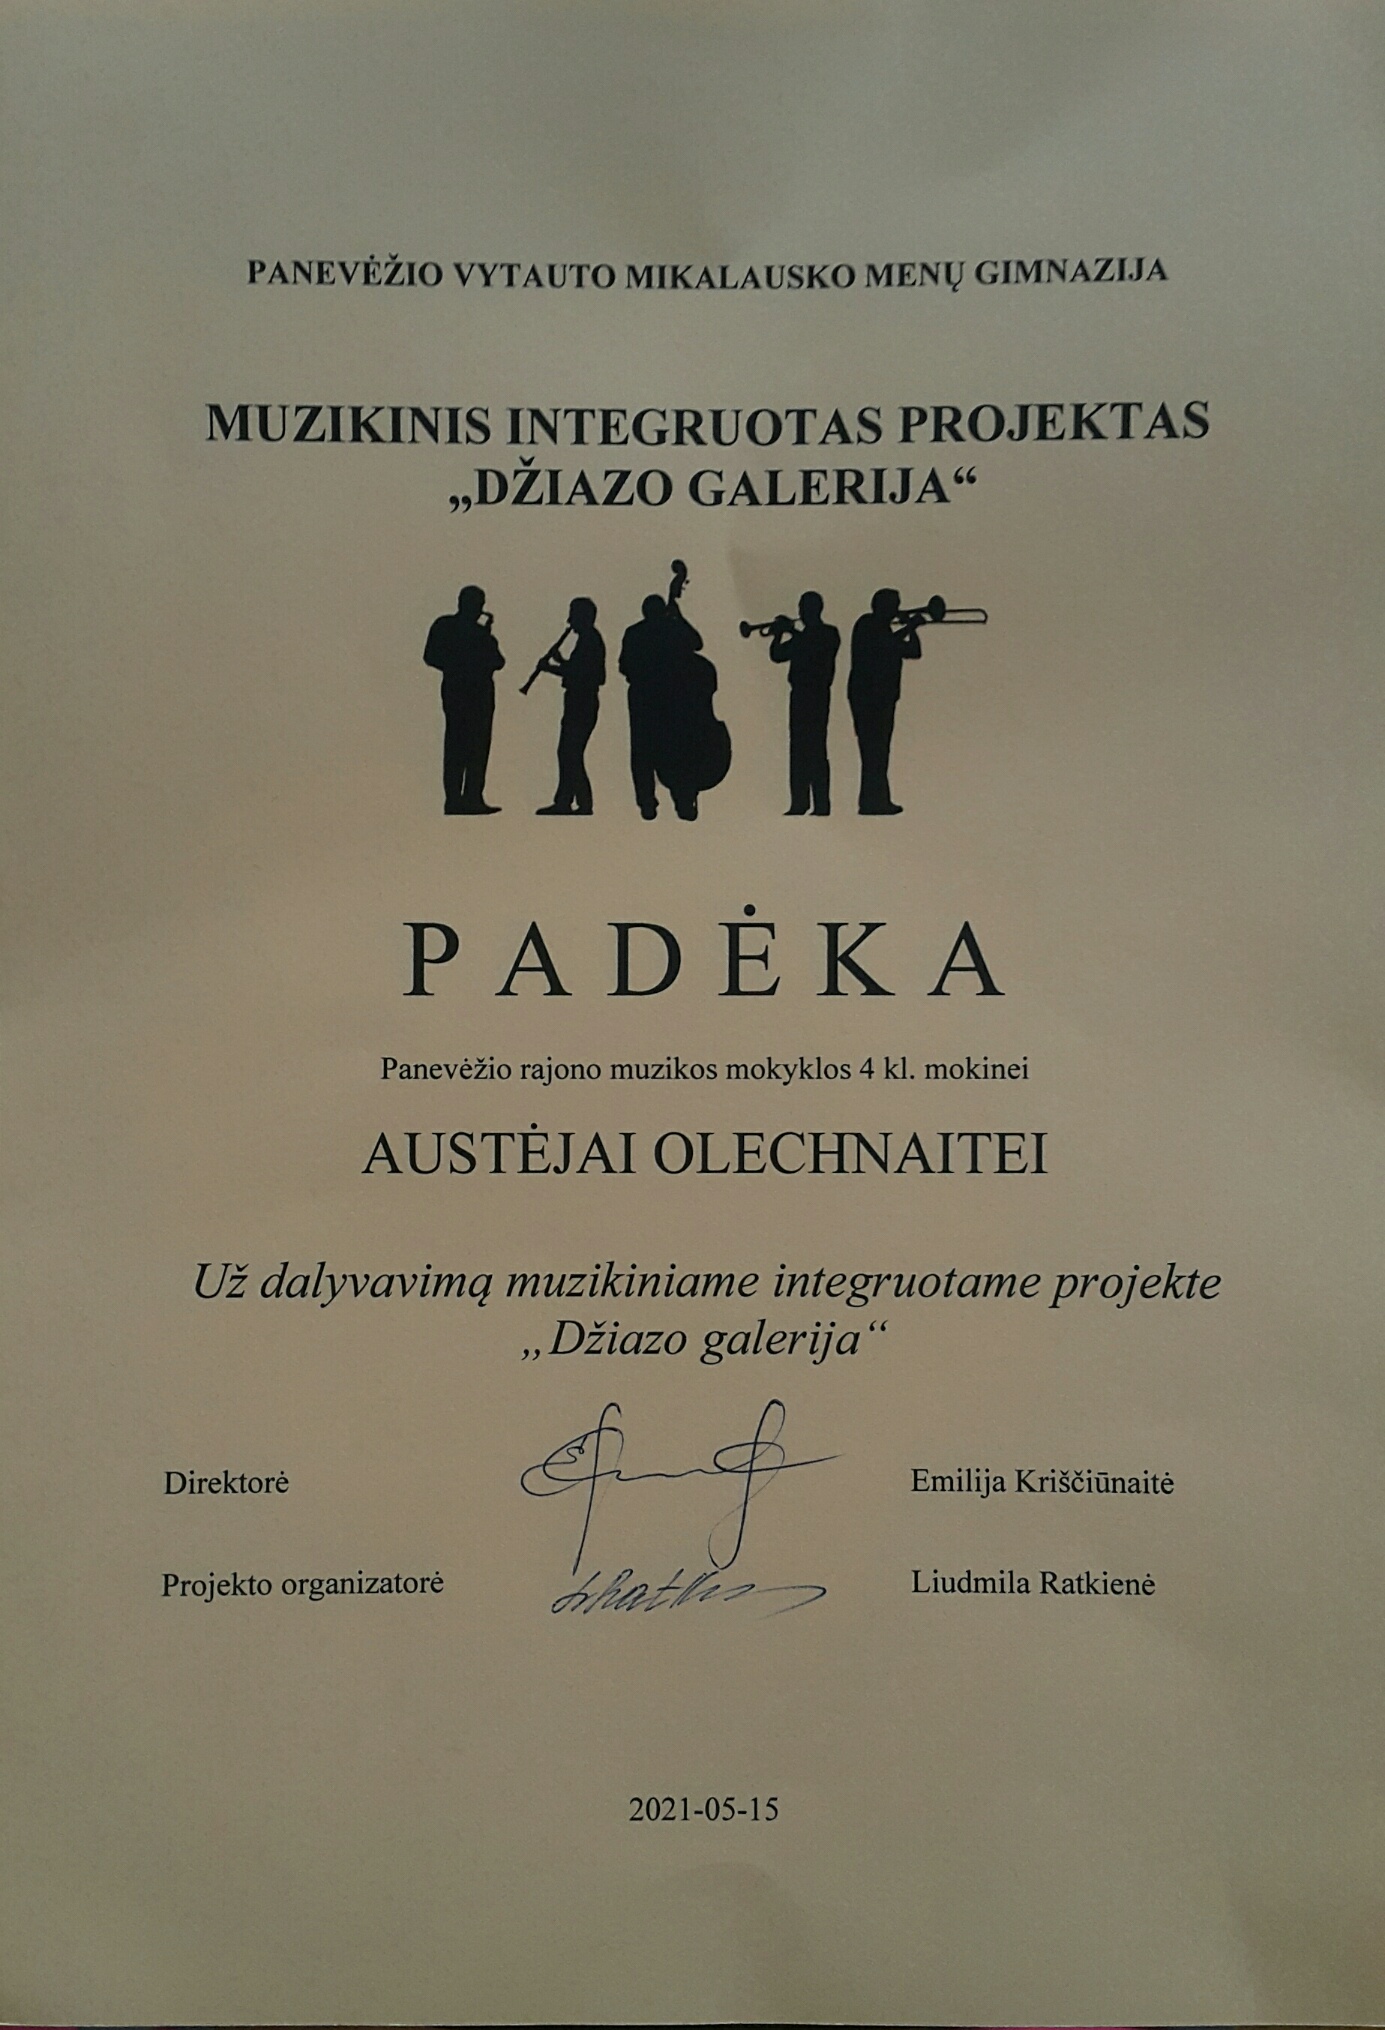 PANEVĖŽIO VYTAUTO MIKALAUSKO MENŲ GIMNAZIJA
MUZIKINIS INTEGRUOTAS PROJEKTAS
„DŽIAZO GALERIJA“
PADĖKA
Panevėžio rajono muzikos mokyklos 4 kl. mokinei
AUSTĖJAI OLECHNAITEI
Už dalyvavimą muzikiniame integruotame projekte
„Džiazo galerija“
Direktorė Emilija Kriščiūnaitė
Projekto organizatorė Liudmila Ratkienė
2021-05-15